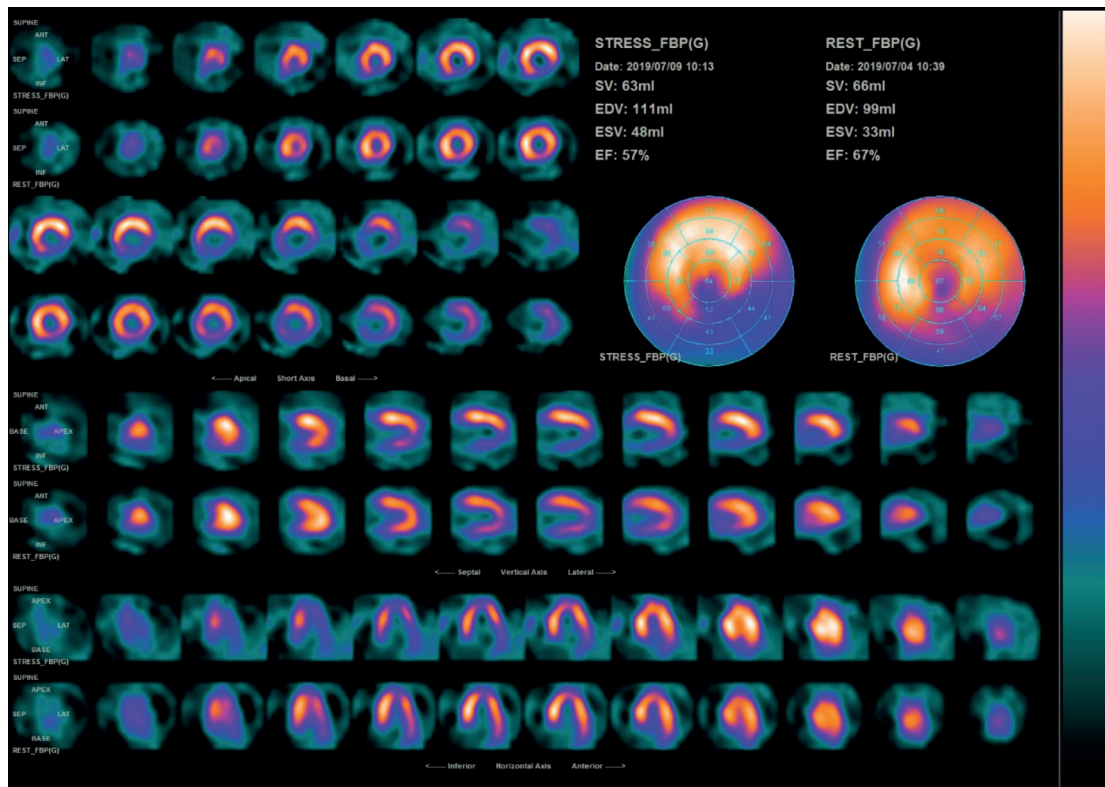 SUPINE
ANT
SEP LAT
INF
STRESS_FBP(G)
SUPINE
ANT
SEP LAT
INF
REST_FBP(G)
<----- Apical Short Axis Basal ----->
STRESS_FBP(G)
Date: 2019/07/09 10:13
SV: 63ml
EDV: 111ml
ESV: 48ml
EF: 57%
REST_FBP(G)
Date: 2019/07/04 10:39
SV: 66ml
EDV: 99ml
ESV: 33ml
EF: 67%
STRESS_FBP(G)
REST_FBP(G)
SUPINE
ANT
BASE APEX
INF
STRESS_FBP(G)
SUPINE
ANT
BASE APEX
INF
REST_FBP(G)
<----- Septal Vertical Axis Lateral ----->
SUPINE
APEX
SEP LAT
BASE
STRESS_FBP(G)
SUPINE
APEX
SEP LAT
BASE
REST_FBP(G)
<----- Inferior Horizontal Axis Anterior ----->